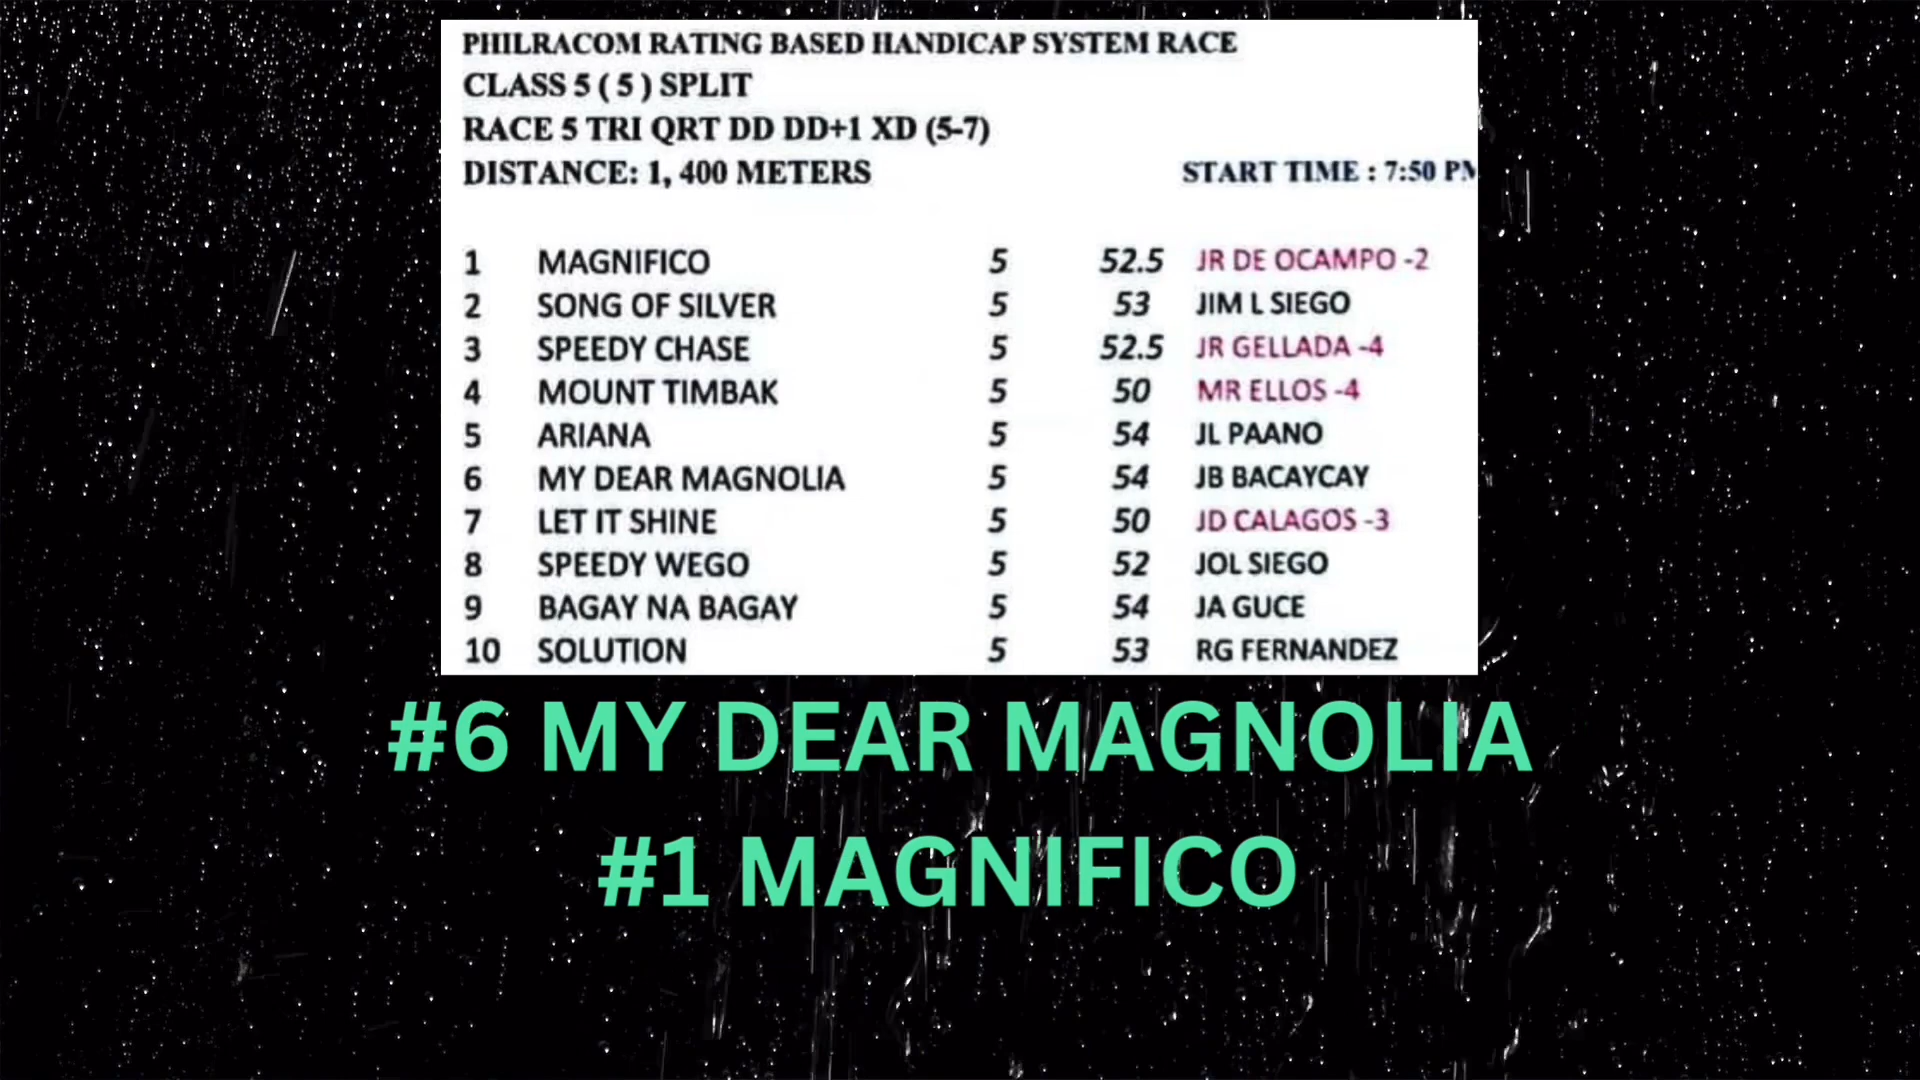 PHILRACOM RATING BASED HANDICAP SYSTEM RACE
CLASS 5 ( 5 ) SPLIT
RACE 5 TRI QRT DD DD+1 XD (5-7)
DISTANCE: 1, 400 METERS START TIME : 7:50 PM
1 MAGNIFICO 5 52.5 JR DE OCAMPO -2
2 SONG OF SILVER 5 53 JIM L SIEGO
3 SPEEDY CHASE 5 52.5 JR GELLADA -4
4 MOUNT TIMBAK 5 50 MR ELLOS -4
5 ARIANA 5 54 JL PAANO
6 MY DEAR MAGNOLIA 5 54 JB BACAYCAY
7 LET IT SHINE 5 50 JD CALAGOS -3
8 SPEEDY WEGO 5 52 JOL SIEGO
9 BAGAY NA BAGAY 5 54 JA GUCE
10 SOLUTION 5 53 RG FERNANDEZ
#6 MY DEAR MAGNOLIA
#1 MAGNIFICO